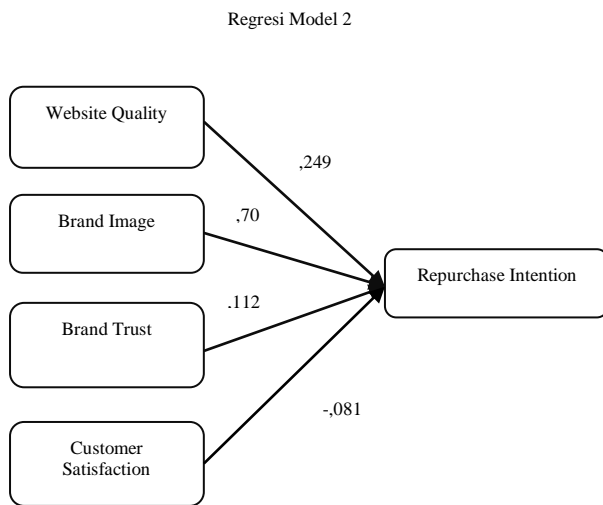 Regresi Model 2
Website Quality
,249
Brand Image
,70
Repurchase Intention
.112
Brand Trust
-,081
Customer
Satisfaction